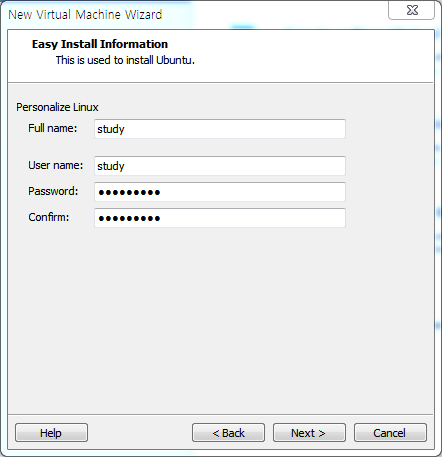 New Virtual Machine Wizard
Easy Install Information
This is used to install Ubuntu.
Personalize Linux
Full name: study
User name: study
Password: ●●●●●●●●●
Confirm: ●●●●●●●●●
Help < Back Next > Cancel